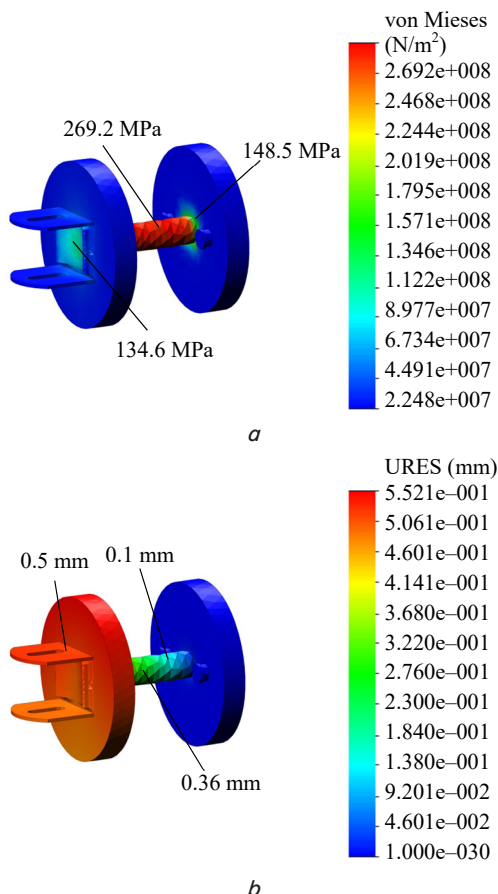 von Mieses
(N/m²)
2.692e+008
2.468e+008
2.244e+008
2.019e+008
1.795e+008
1.571e+008
1.346e+008
1.122e+008
8.977e+007
6.734e+007
4.491e+007
2.248e+007
269.2 MPa
148.5 MPa
134.6 MPa
a
URES (mm)
5.521e–001
5.061e–001
4.601e–001
4.141e–001
3.680e–001
3.220e–001
2.760e–001
2.300e–001
1.840e–001
1.380e–001
9.201e–002
4.601e–002
1.000e–030
0.5 mm
0.1 mm
0.36 mm
b